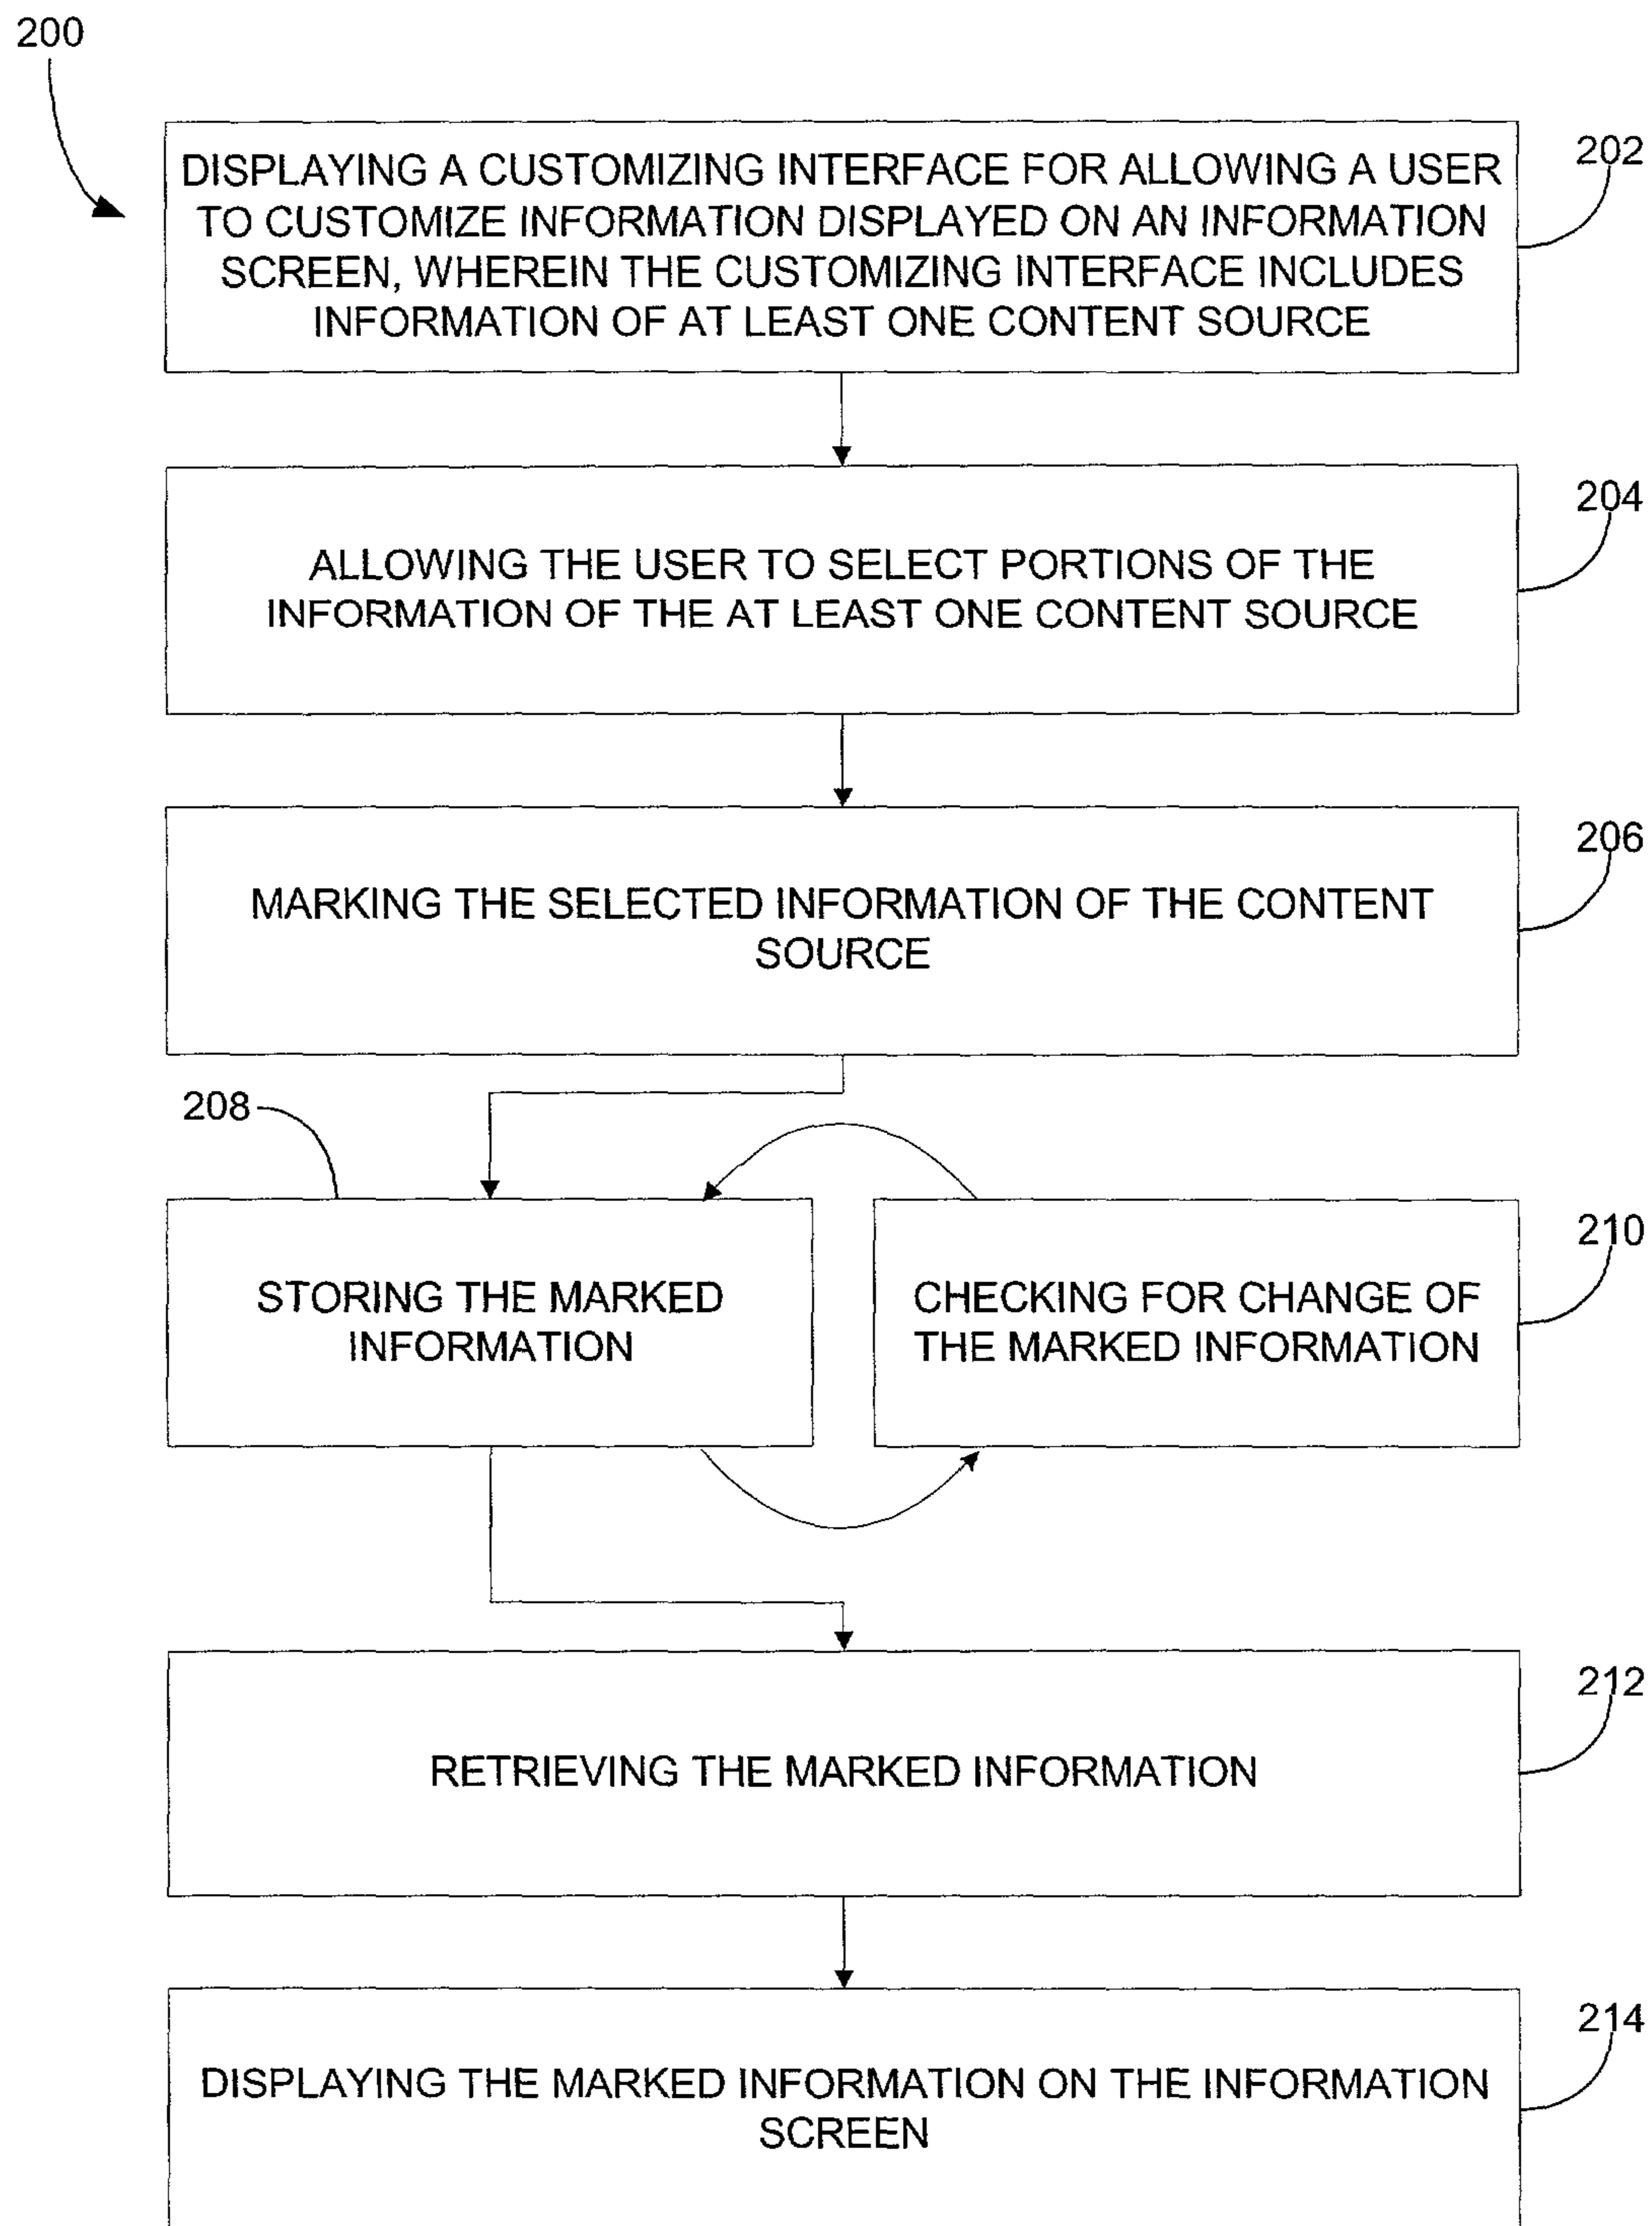 200
DISPLAYING A CUSTOMIZING INTERFACE FOR ALLOWING A USER
TO CUSTOMIZE INFORMATION DISPLAYED ON AN INFORMATION
SCREEN, WHEREIN THE CUSTOMIZING INTERFACE INCLUDES
INFORMATION OF AT LEAST ONE CONTENT SOURCE
202
ALLOWING THE USER TO SELECT PORTIONS OF THE
INFORMATION OF THE AT LEAST ONE CONTENT SOURCE
204
MARKING THE SELECTED INFORMATION OF THE CONTENT
SOURCE
206
208
STORING THE MARKED
INFORMATION
CHECKING FOR CHANGE OF
THE MARKED INFORMATION
210
RETRIEVING THE MARKED INFORMATION
212
DISPLAYING THE MARKED INFORMATION ON THE INFORMATION
SCREEN
214